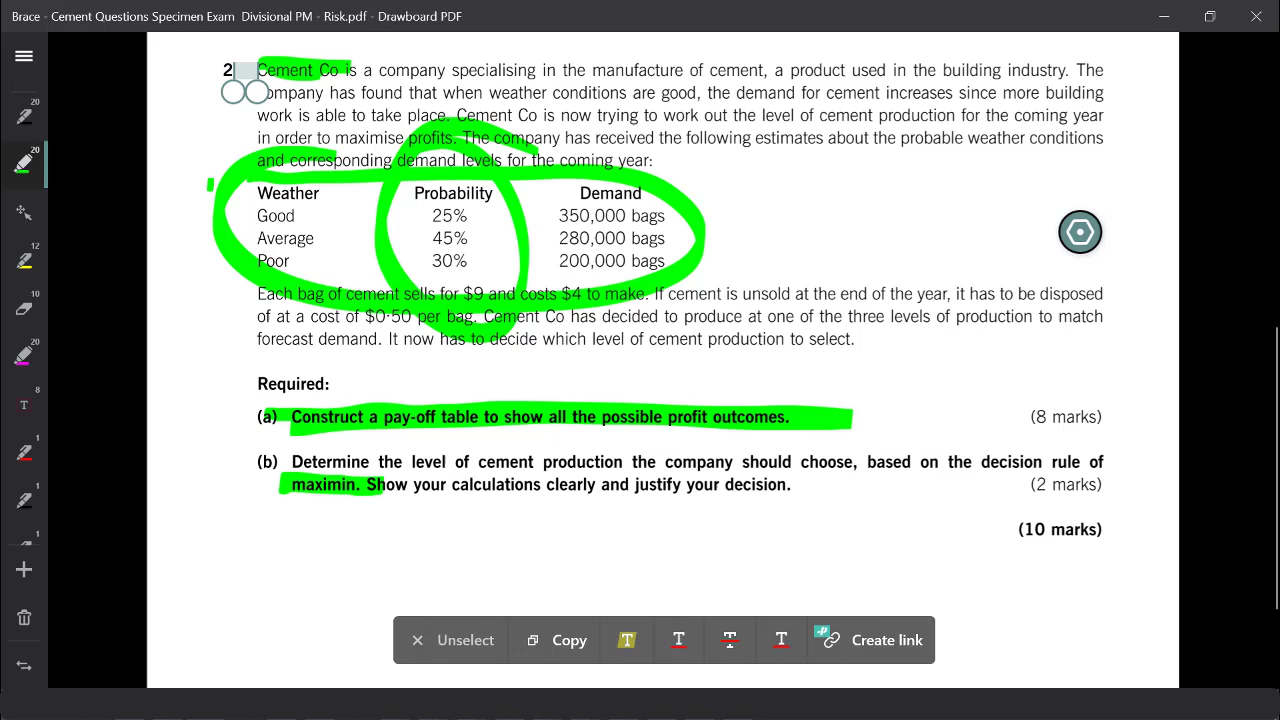 Brace - Cement Questions Specimen Exam  Divisional PM - Risk.pdf - Drawboard PDF
2 Cement Co is a company specialising in the manufacture of cement, a product used in the building industry. The
company has found that when weather conditions are good, the demand for cement increases since more building
work is able to take place. Cement Co is now trying to work out the level of cement production for the coming year
in order to maximise profits. The company has received the following estimates about the probable weather conditions
and corresponding demand levels for the coming year:
Weather Probability Demand
Good 25% 350,000 bags
Average 45% 280,000 bags
Poor 30% 200,000 bags
Each bag of cement sells for $9 and costs $4 to make. If cement is unsold at the end of the year, it has to be disposed
of at a cost of $0·50 per bag. Cement Co has decided to produce at one of the three levels of production to match
forecast demand. It now has to decide which level of cement production to select.
Required:
(a) Construct a pay-off table to show all the possible profit outcomes. (8 marks)
(b) Determine the level of cement production the company should choose, based on the decision rule of
maximin. Show your calculations clearly and justify your decision. (2 marks)
(10 marks)
20
20
12
10
20
8
T
1
1
1
Unselect Copy T T T T Create link